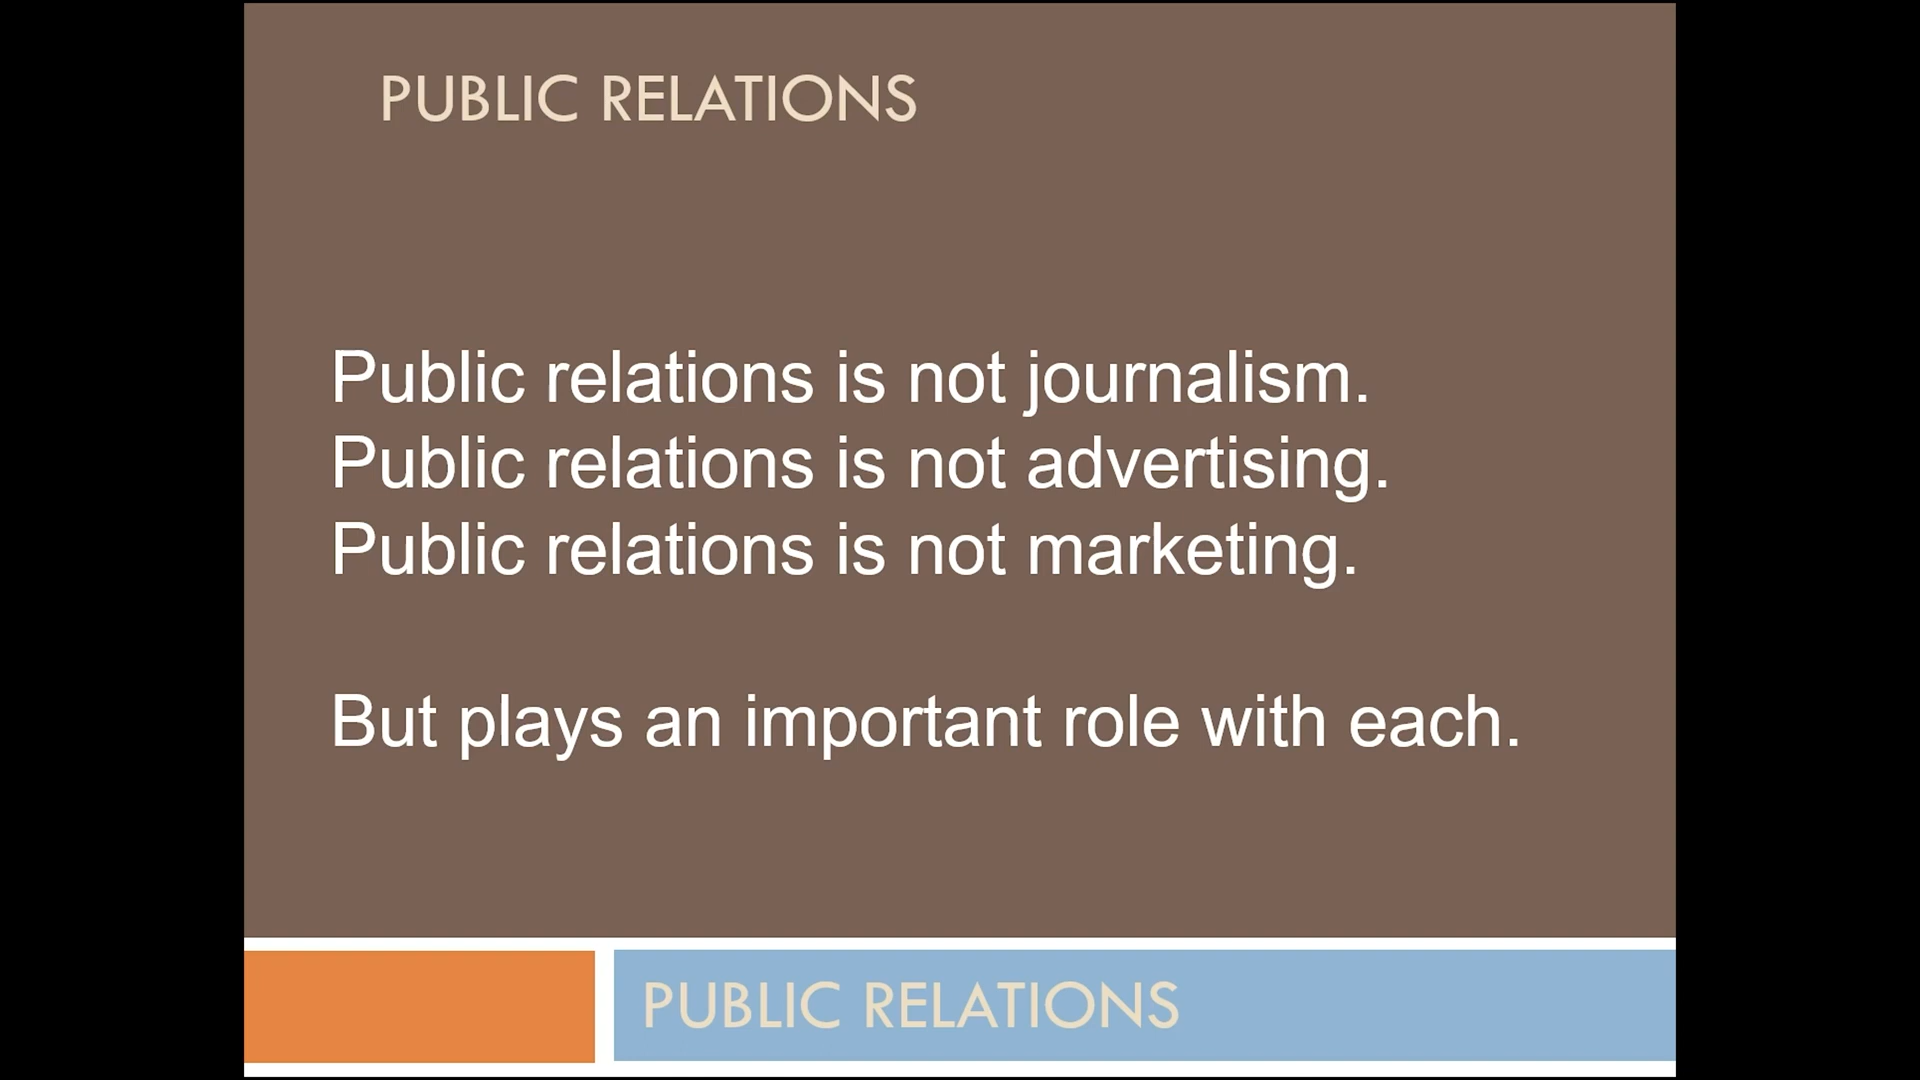 PUBLIC RELATIONS
Public relations is not journalism.
Public relations is not advertising.
Public relations is not marketing.
But plays an important role with each.
PUBLIC RELATIONS